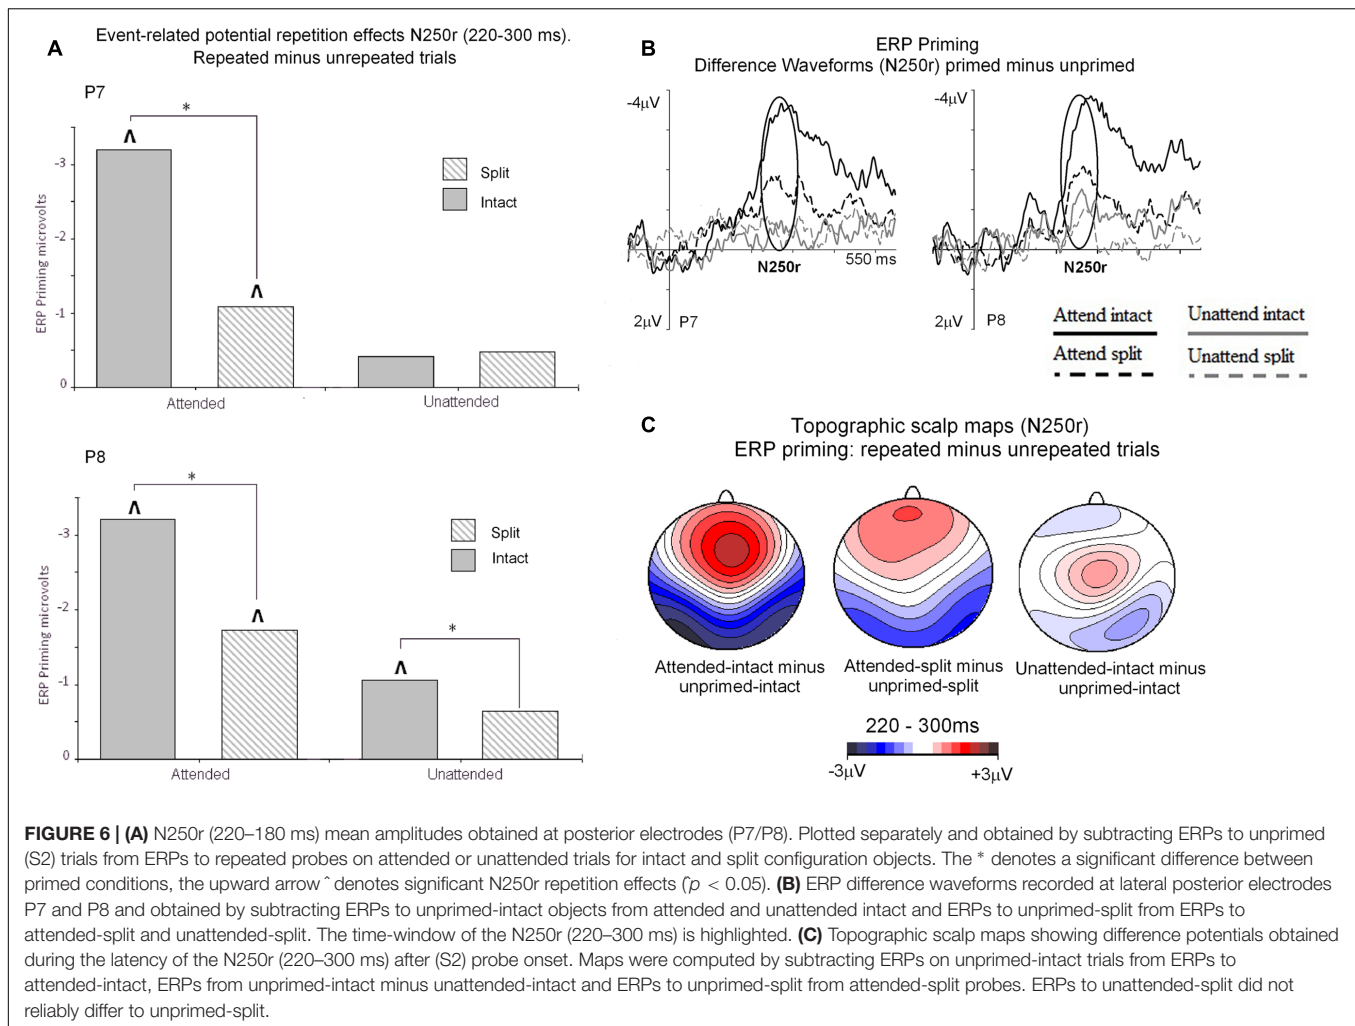 A
Event-related potential repetition effects N250r (220-300 ms).
Repeated minus unrepeated trials
P7
*
ʌ
ʌ
-3
-2
-1
0
ERP Priming microvolts
Split
Intact
Attended
Unattended
P8
*
ʌ
ʌ
*
ʌ
-3
-2
-1
0
ERP Priming microvolts
Split
Intact
Attended
Unattended
B
ERP Priming
Difference Waveforms (N250r) primed minus unprimed
-4µV
N250r
550 ms
2µV
P7
-4µV
N250r
2µV
P8
Attend intact
Unattend intact
Attend split
Unattend split
C
Topographic scalp maps (N250r)
ERP priming: repeated minus unrepeated trials
Attended-intact minus
unprimed-intact
Attended-split minus
unprimed-split
Unattended-intact minus
unprimed-intact
220 - 300ms
-3µV
+3µV
FIGURE 6 | (A) N250r (220–180 ms) mean amplitudes obtained at posterior electrodes (P7/P8). Plotted separately and obtained by subtracting ERPs to unprimed
(S2) trials from ERPs to repeated probes on attended or unattended trials for intact and split configuration objects. The * denotes a significant difference between
primed conditions, the upward arrow ˆ denotes significant N250r repetition effects (ˆp < 0.05). (B) ERP difference waveforms recorded at lateral posterior electrodes
P7 and P8 and obtained by subtracting ERPs to unprimed-intact objects from attended and unattended intact and ERPs to unprimed-split from ERPs to
attended-split and unattended-split. The time-window of the N250r (220–300 ms) is highlighted. (C) Topographic scalp maps showing difference potentials obtained
during the latency of the N250r (220–300 ms) after (S2) probe onset. Maps were computed by subtracting ERPs on unprimed-intact trials from ERPs to
attended-intact, ERPs from unprimed-intact minus unattended-intact and ERPs to unprimed-split from attended-split probes. ERPs to unattended-split did not
reliably differ to unprimed-split.